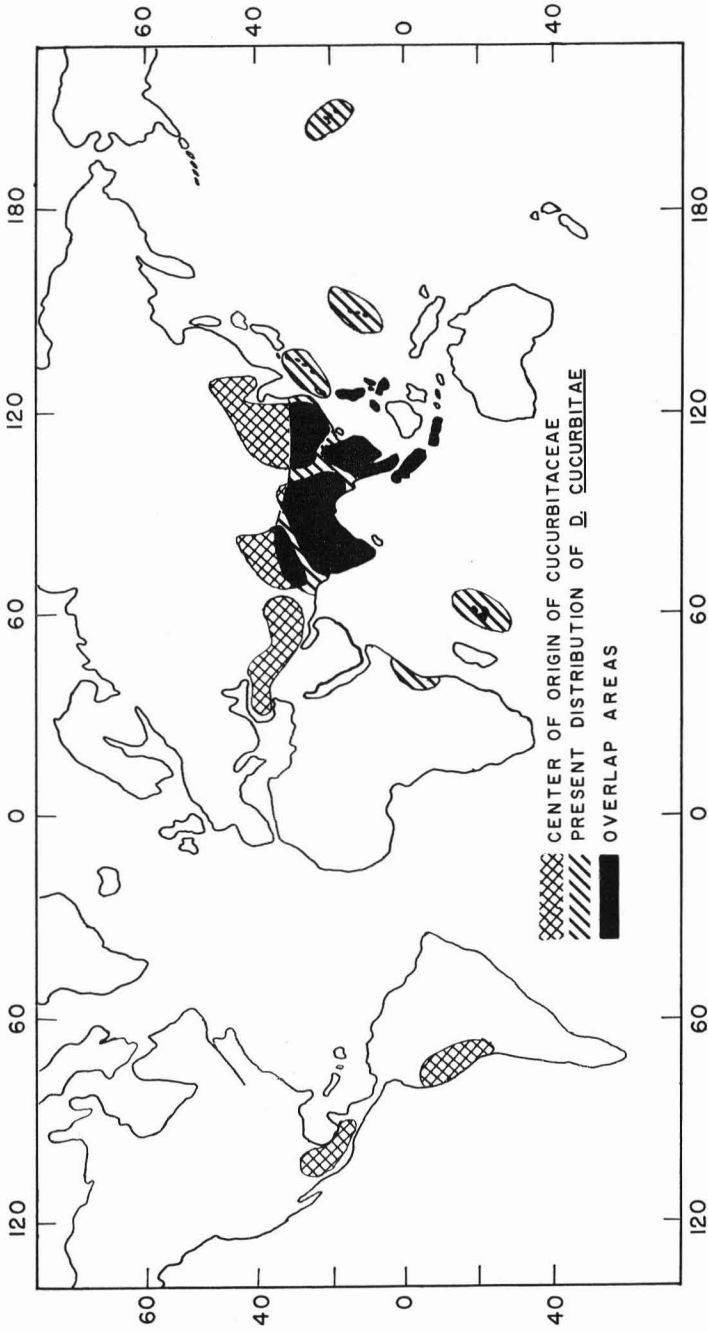 120 60 0 60 120 180
60 60
40 40
0 0
40 40
CENTER OF ORIGIN OF CUCURBITACEAE
PRESENT DISTRIBUTION OF D. CUCURBITAE
OVERLAP AREAS
120 60 0 60 120 180